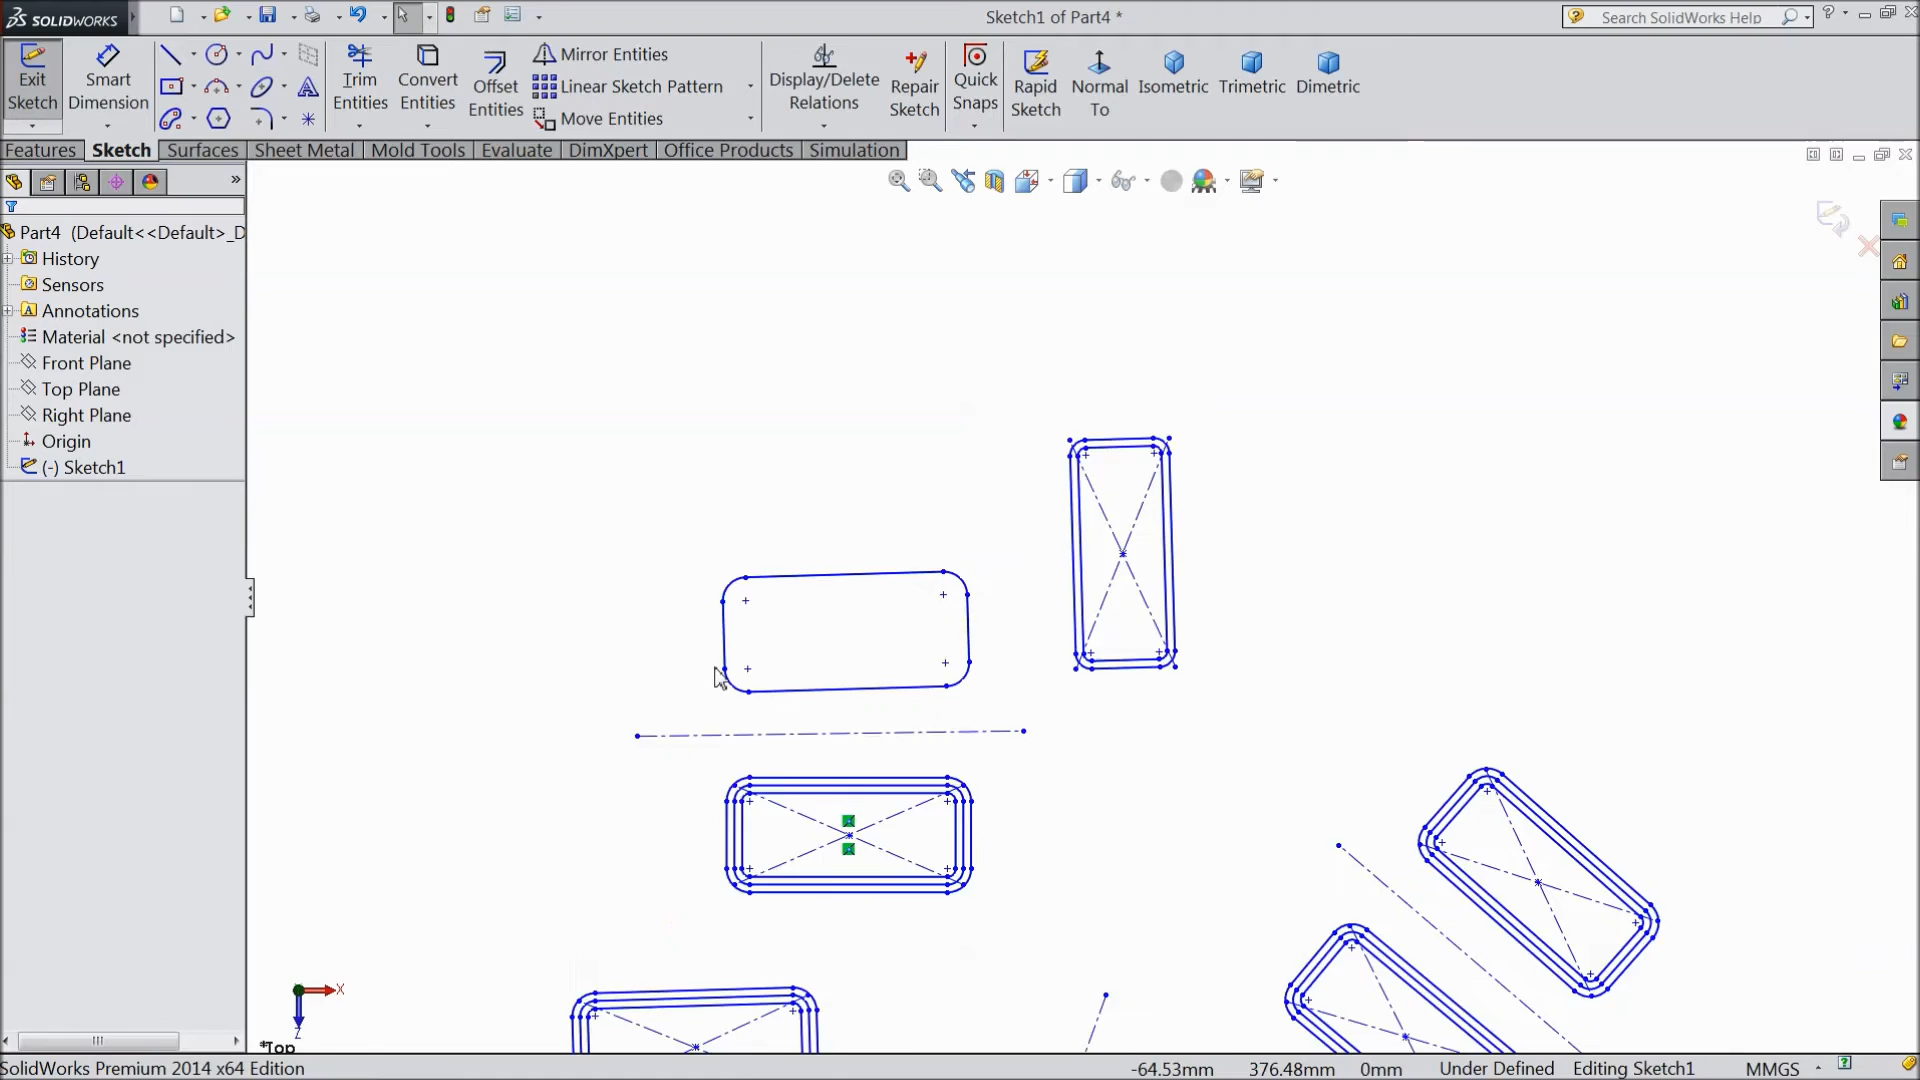 SOLIDWORKS
Sketch1 of Part4 *
Search SolidWorks Help
Exit Sketch
Smart Dimension
Trim Entities
Convert Entities
Offset Entities
Mirror Entities
Linear Sketch Pattern
Move Entities
Display/Delete Relations
Repair Sketch
Quick Snaps
Rapid Sketch
Normal To
Isometric
Trimetric
Dimetric
Features
Sketch
Surfaces
Sheet Metal
Mold Tools
Evaluate
DimXpert
Office Products
Simulation
Part4 (Default<<Default>_D
History
Sensors
Annotations
Material <not specified>
Front Plane
Top Plane
Right Plane
Origin
(-) Sketch1
X
Z
*Top
SolidWorks Premium 2014 x64 Edition
-64.53mm
376.48mm
0mm
Under Defined
Editing Sketch1
MMGS